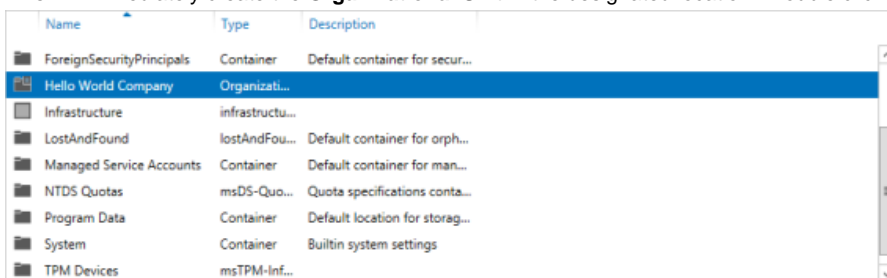 Name Type Description
ForeignSecurityPrincipals Container Default container for secur...
Hello World Company Organizati...
Infrastructure infrastructu...
LostAndFound lostAndFou... Default container for orph...
Managed Service Accounts Container Default container for man...
NTDS Quotas msDS-Quo... Quota specifications conta...
Program Data Container Default location for storag...
System Container Builtin system settings
TPM Devices msTPM-Inf...